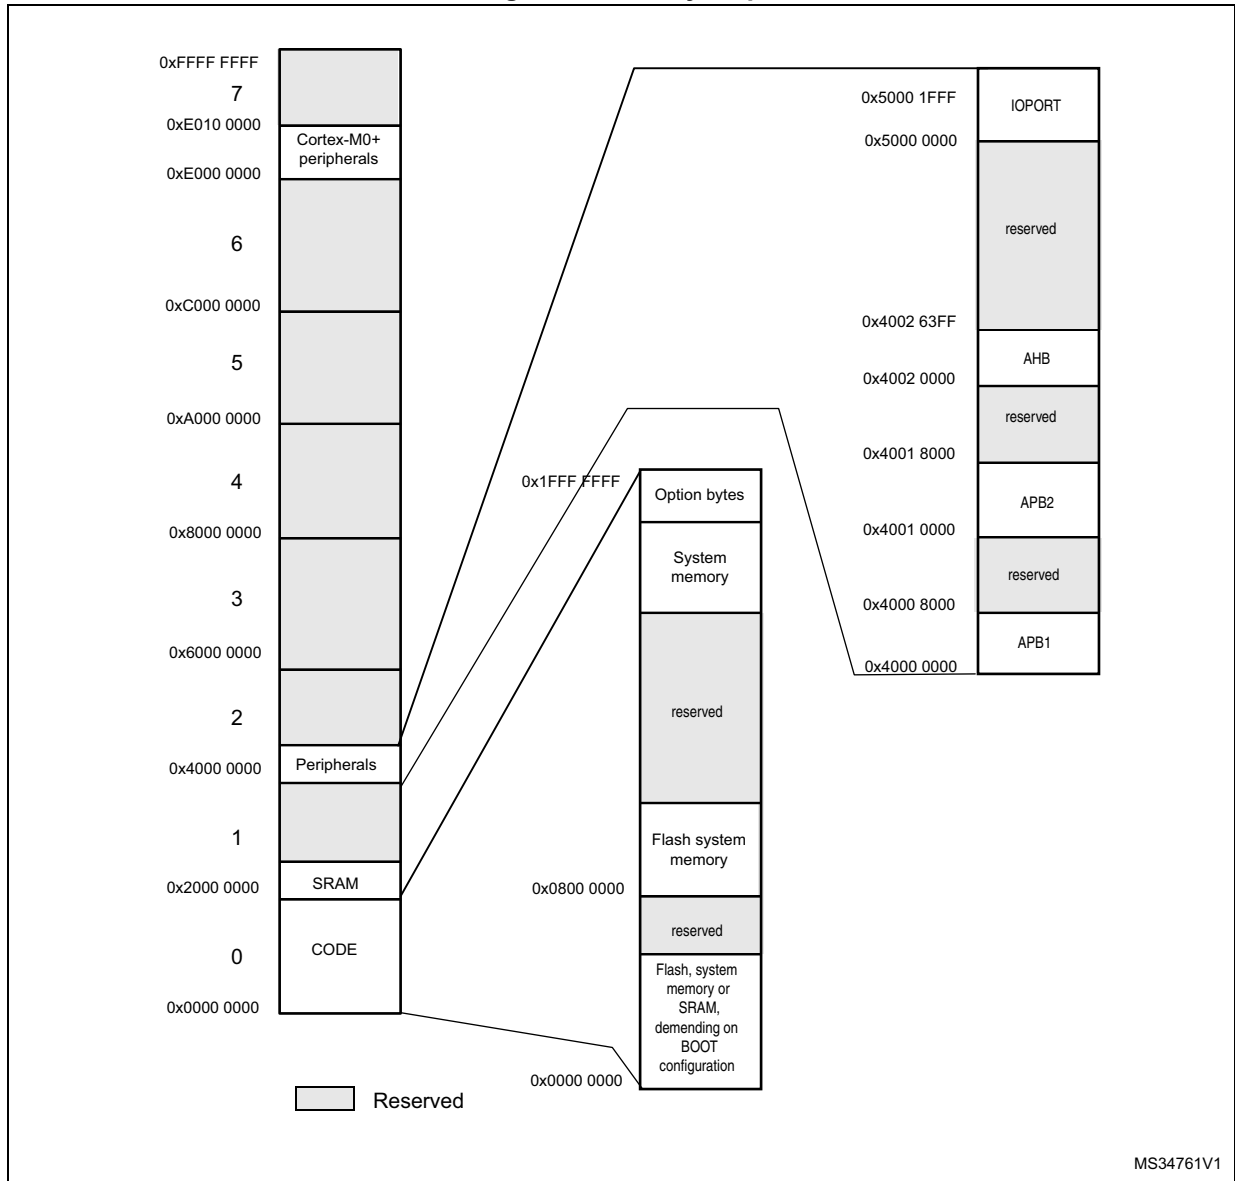 0xFFFF FFFF
7
0xE010 0000
Cortex-M0+
peripherals
0xE000 0000
6
0xC000 0000
5
0xA000 0000
4
0x8000 0000
3
0x6000 0000
2
0x4000 0000
Peripherals
1
0x2000 0000
SRAM
0
CODE
0x0000 0000
Reserved
0x1FFF FFFF
Option bytes
System
memory
reserved
Flash system
memory
0x0800 0000
reserved
Flash, system
memory or
SRAM,
demending on
BOOT
configuration
0x0000 0000
0x5000 1FFF
IOPORT
0x5000 0000
reserved
0x4002 63FF
AHB
0x4002 0000
reserved
0x4001 8000
APB2
0x4001 0000
reserved
0x4000 8000
APB1
0x4000 0000
MS34761V1